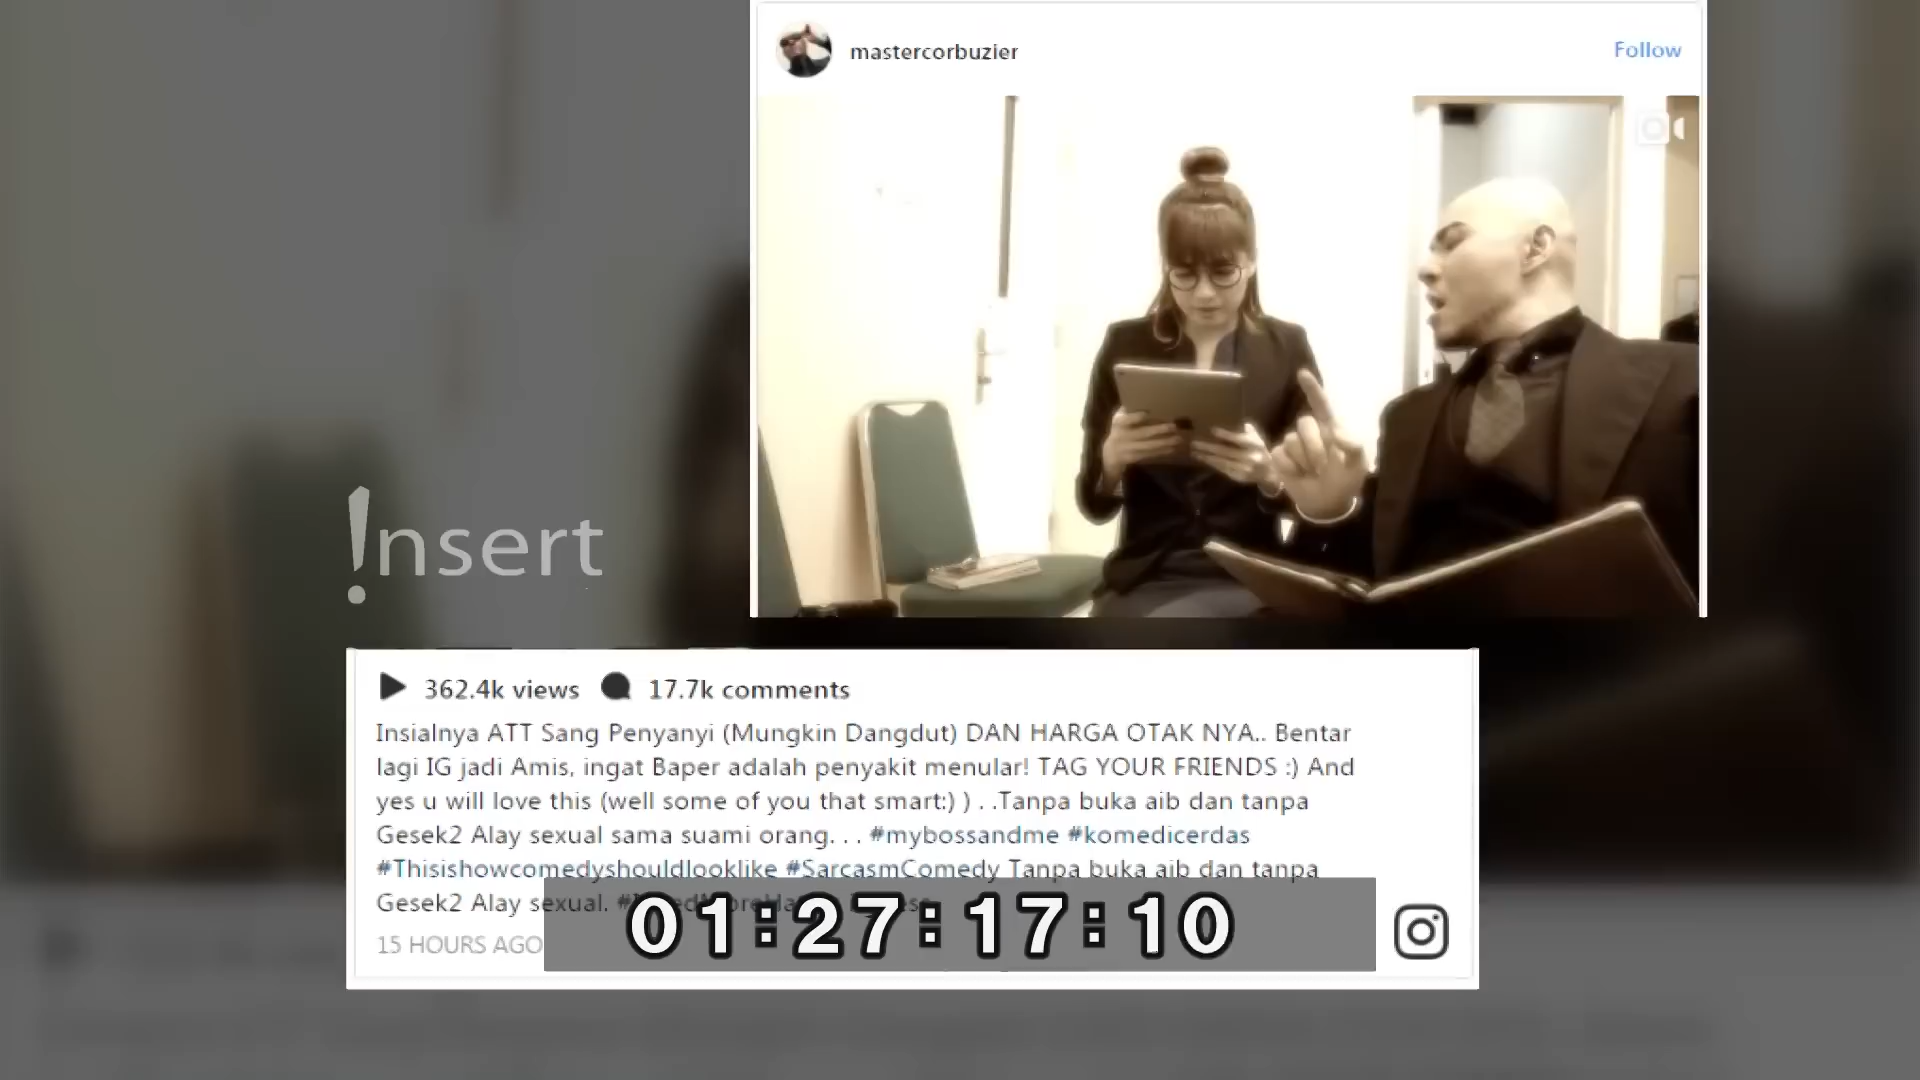 mastercorbuzier
Follow
!nsert
362.4k views 17.7k comments
Insialnya ATT Sang Penyanyi (Mungkin Dangdut) DAN HARGA OTAK NYA.. Bentar
lagi IG jadi Amis, ingat Baper adalah penyakit menular! TAG YOUR FRIENDS :) And
yes u will love this (well some of you that smart:) ) . .Tanpa buka aib dan tanpa
Gesek2 Alay sexual sama suami orang. . . #mybossandme #komedicerdas
#Thisishowcomedyshouldlooklike #SarcasmComedy Tanpa buka aib dan tanpa
Gesek2 Alay sexual.
01:27:17:10
15 HOURS AGO